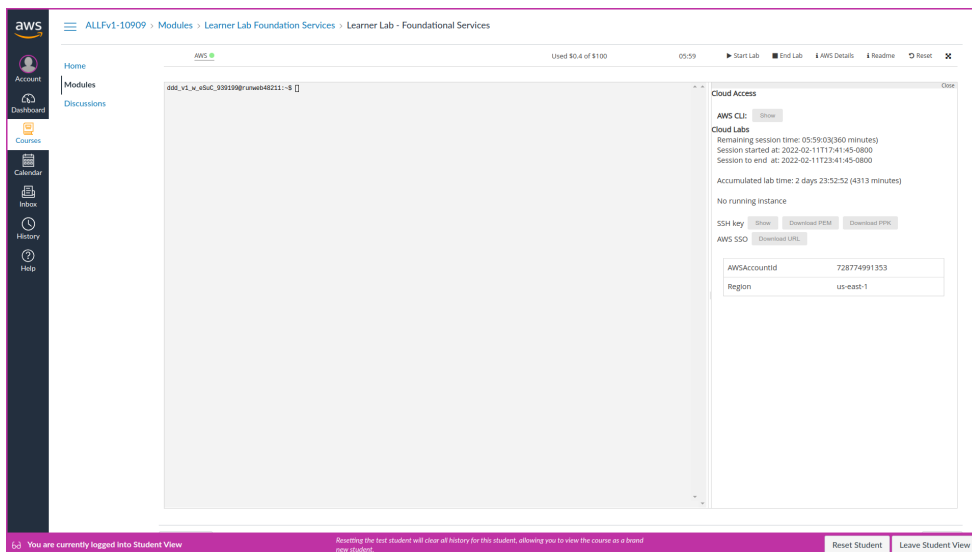 aws
ALLFv1-10909 > Modules > Learner Lab Foundation Services > Learner Lab - Foundational Services
Account
Dashboard
Courses
Calendar
Inbox
History
Help
Home
Modules
Discussions
AWS
Used $0.4 of $100
05:59
Start Lab
End Lab
AWS Details
Readme
Reset
ddd_v1_w_eSuC_939199@runweb48211:~$
Close
Cloud Access
AWS CLI: Show
Cloud Labs
Remaining session time: 05:59:03(360 minutes)
Session started at: 2022-02-11T17:41:45-0800
Session to end at: 2022-02-11T23:41:45-0800
Accumulated lab time: 2 days 23:52:52 (4313 minutes)
No running instance
SSH key Show Download PEM Download PPK
AWS SSO Download URL
AWSAccountId 728774991353
Region us-east-1
You are currently logged into Student View
Resetting the test student will clear all history for this student, allowing you to view the course as a brand
new student.
Reset Student
Leave Student View